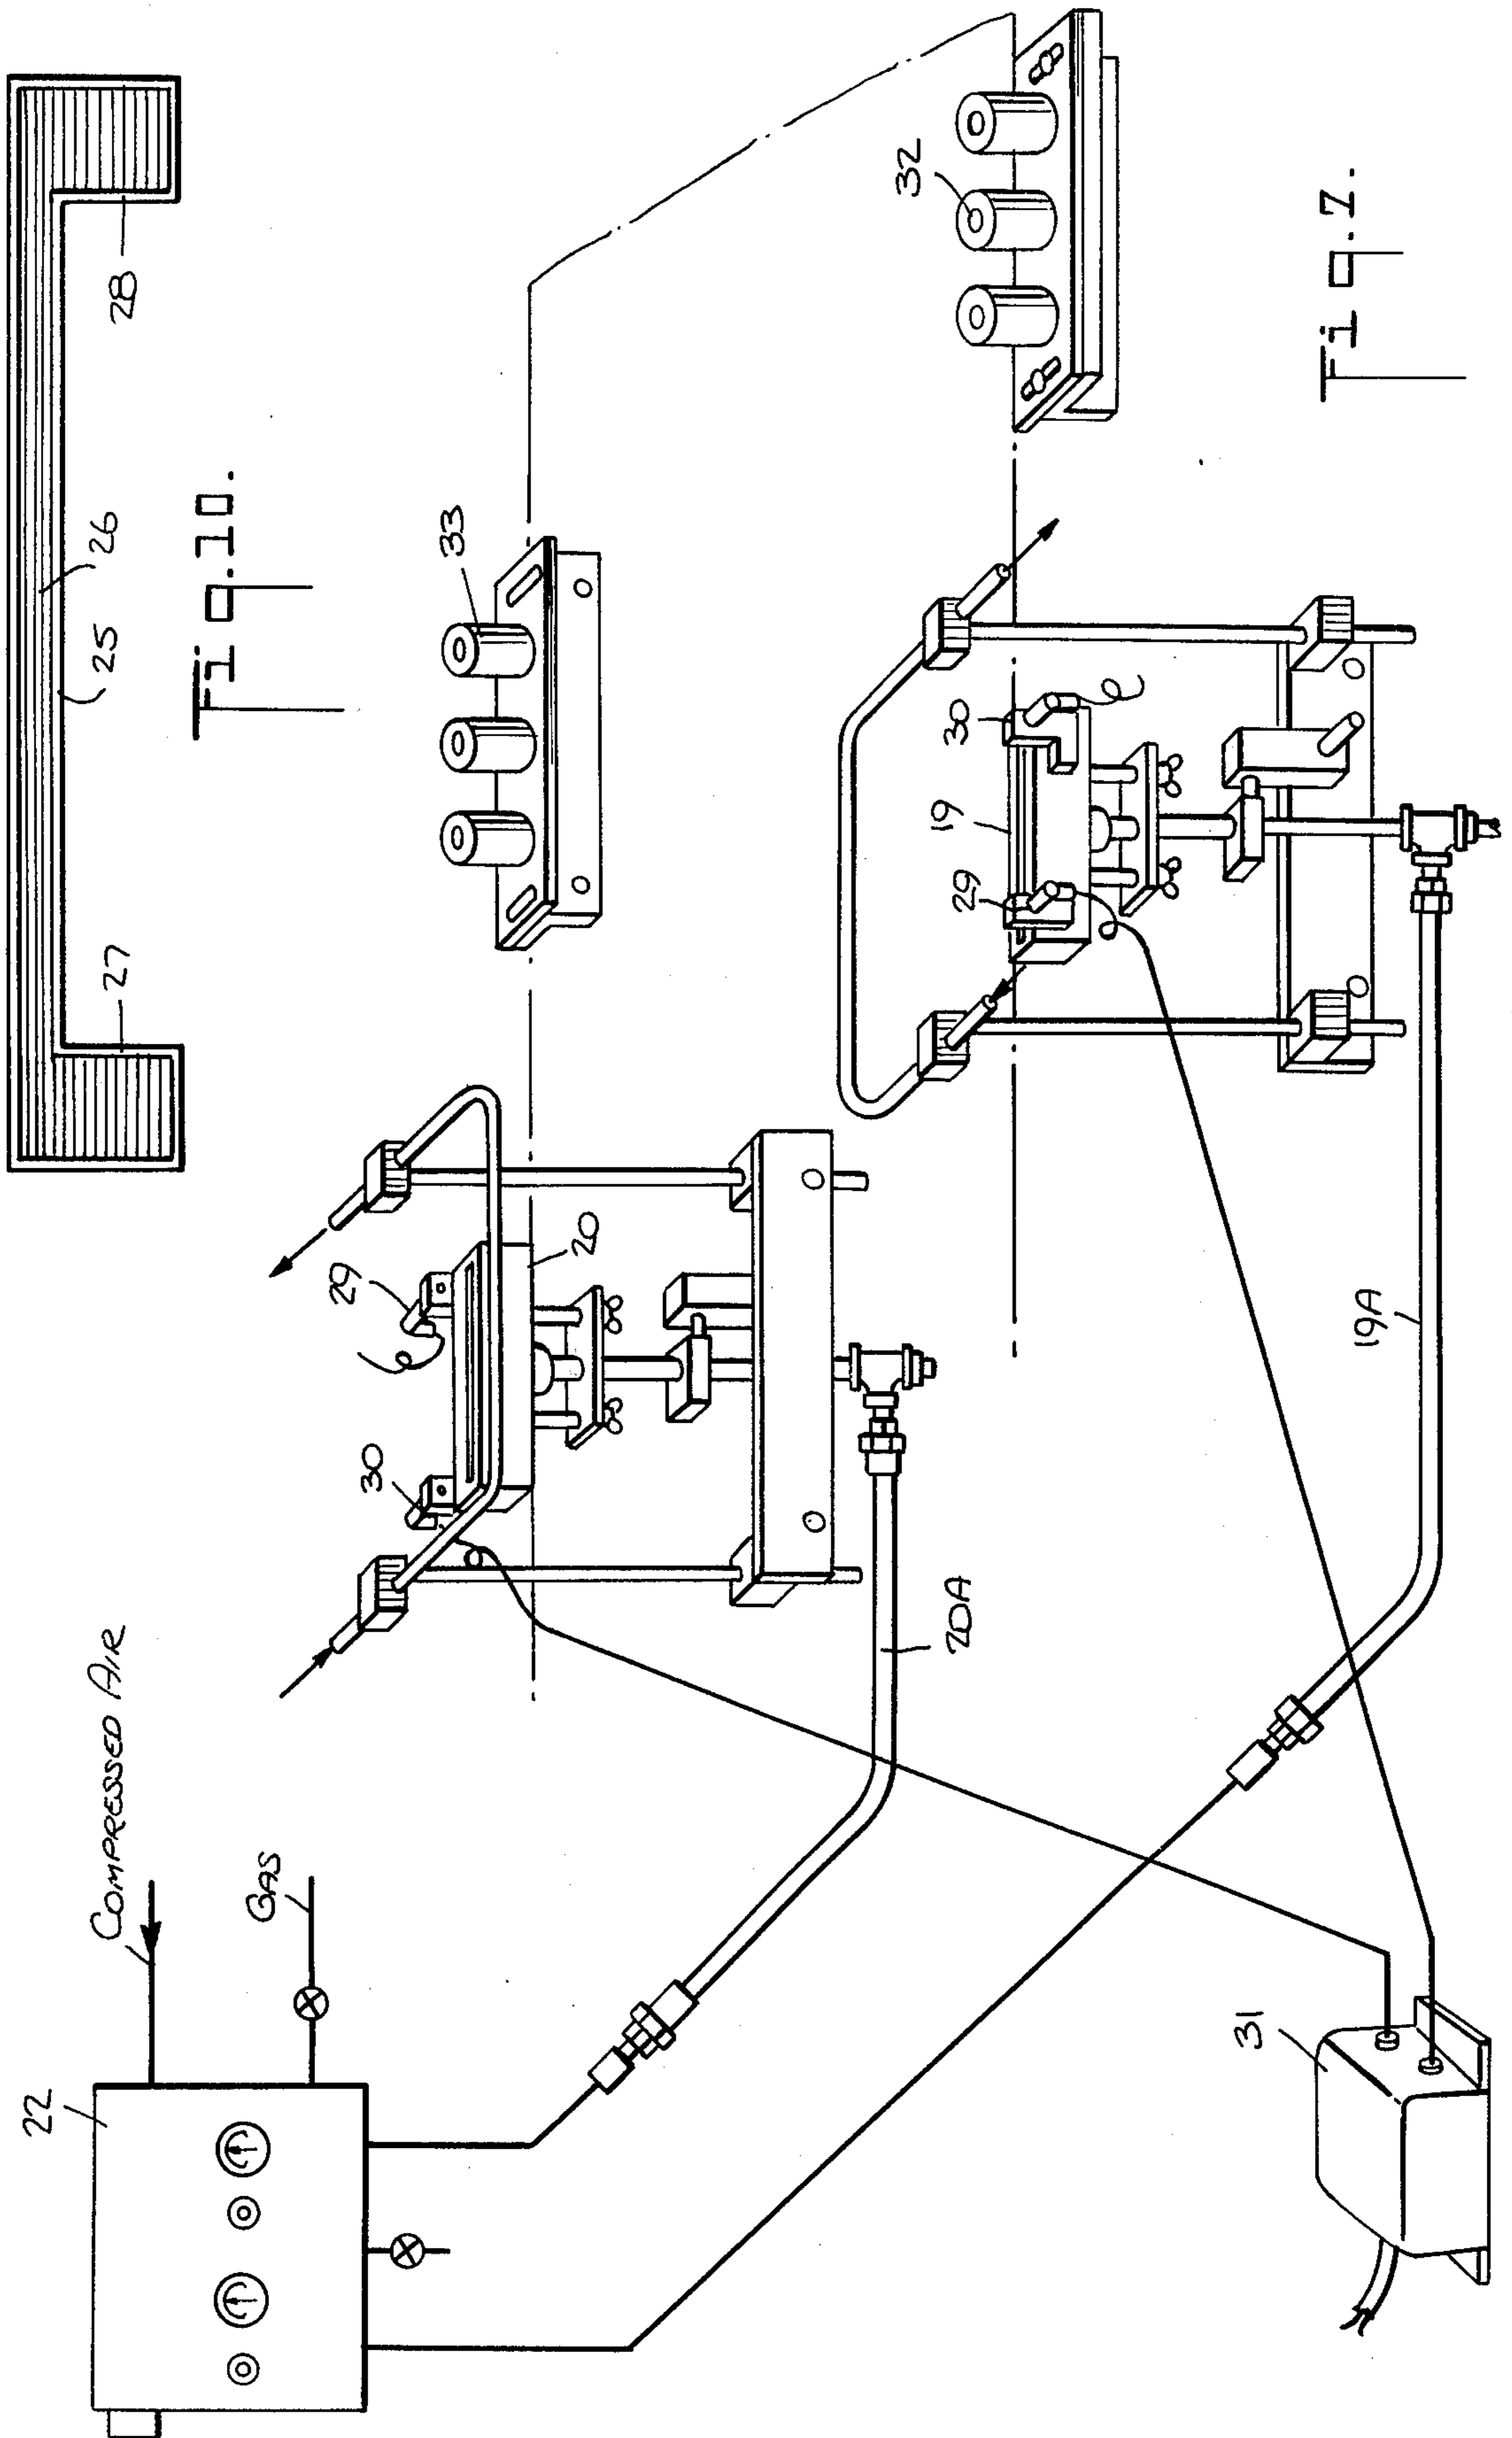 28
26
25
27
Fig.10.
33
32
30
19
29
29
30
20
COMPRESSED AIR
GAS
22
20A
19A
31
Fig.7.